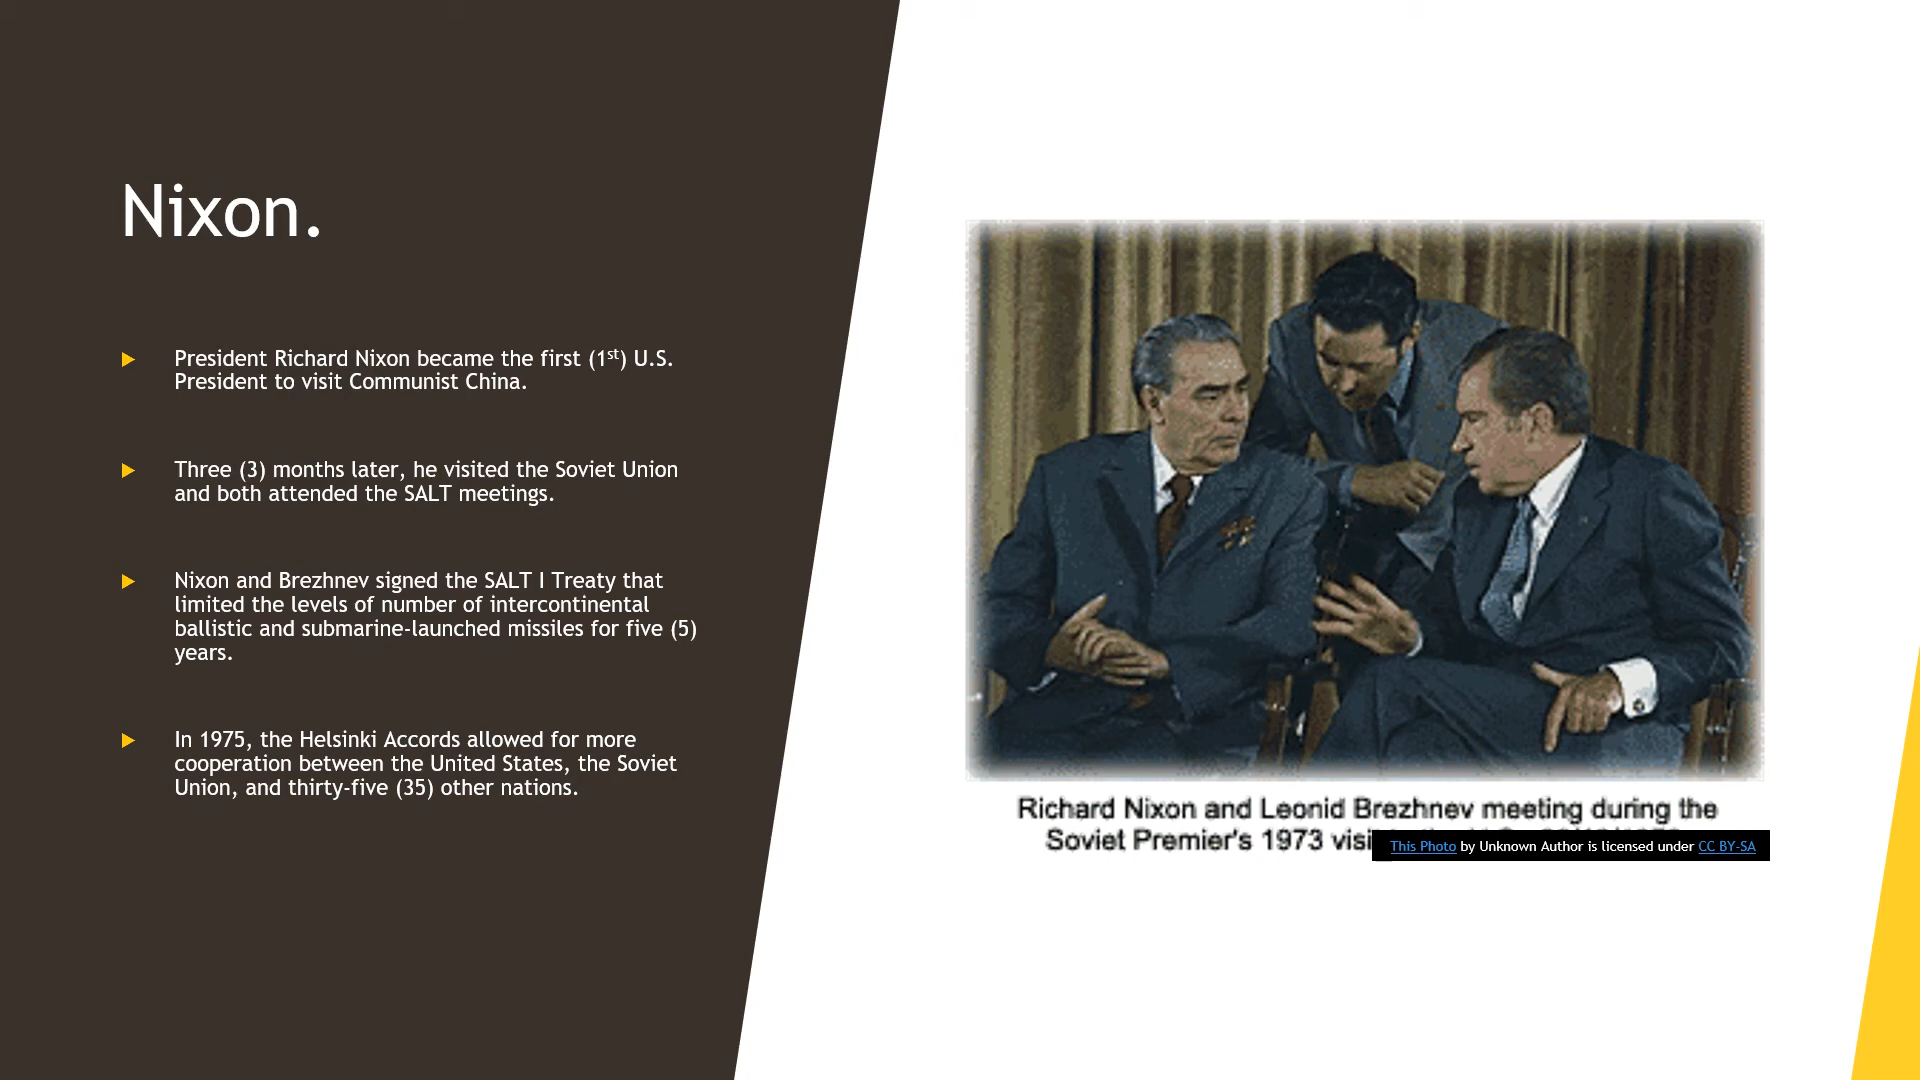 Nixon.
President Richard Nixon became the first (1st) U.S.
President to visit Communist China.
Three (3) months later, he visited the Soviet Union
and both attended the SALT meetings.
Nixon and Brezhnev signed the SALT I Treaty that
limited the levels of number of intercontinental
ballistic and submarine-launched missiles for five (5)
years.
In 1975, the Helsinki Accords allowed for more
cooperation between the United States, the Soviet
Union, and thirty-five (35) other nations.
Richard Nixon and Leonid Brezhnev meeting during the
Soviet Premier's 1973
This Photo by Unknown Author is licensed under CC BY-SA